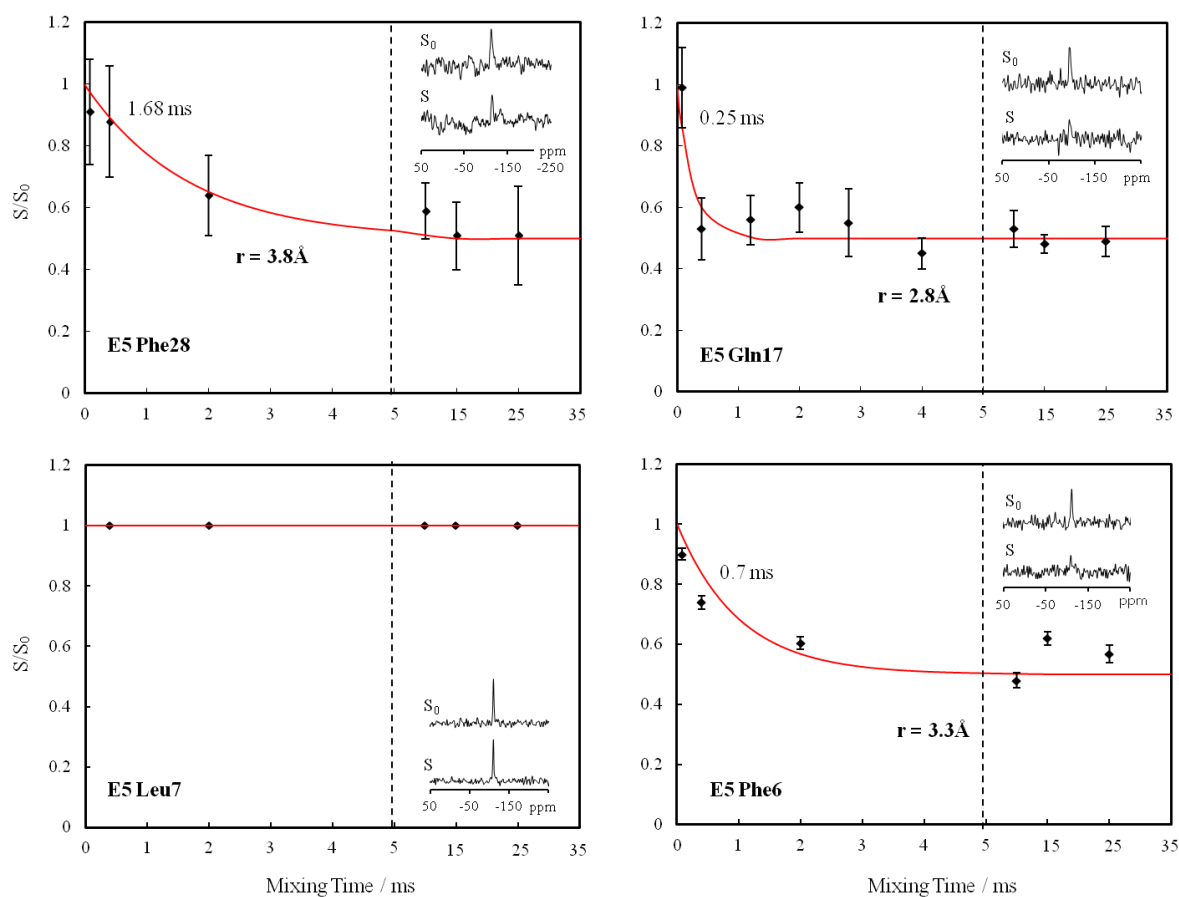 1.2
1
0.8
0.6
0.4
0.2
0
S/S0
1.68 ms
r = 3.8Å
E5 Phe28
S0
S
ppm
50 -50 -150 -250
0 1 2 3 4 5 15 25 35
1.2
1
0.8
0.6
0.4
0.2
0
0.25 ms
r = 2.8Å
E5 Gln17
S0
S
50 -50 -150 ppm
0 1 2 3 4 5 15 25 35
1.2
1
0.8
0.6
0.4
0.2
0
S/S0
E5 Leu7
S0
S
50 -50 -150 ppm
0 1 2 3 4 5 15 25 35
Mixing Time / ms
1.2
1
0.8
0.6
0.4
0.2
0
0.7 ms
r = 3.3Å
E5 Phe6
S0
S
50 -50 -150 ppm
0 1 2 3 4 5 15 25 35
Mixing Time / ms